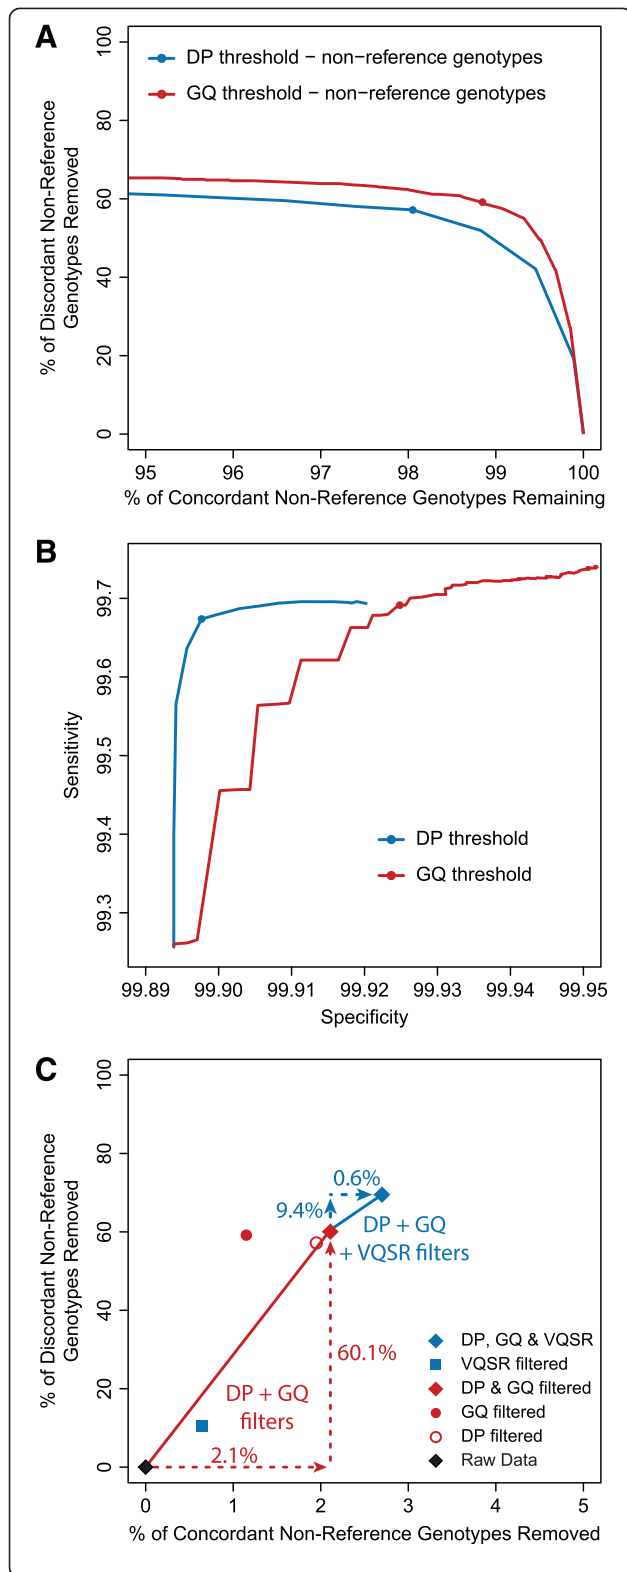 A
% of Discordant Non-Reference
Genotypes Removed
100
80
60
40
20
0
DP threshold − non−reference genotypes
GQ threshold − non−reference genotypes
95 96 97 98 99 100
% of Concordant Non-Reference Genotypes Remaining
B
Sensitivity
99.7
99.6
99.5
99.4
99.3
DP threshold
GQ threshold
99.89 99.90 99.91 99.92 99.93 99.94 99.95
Specificity
C
% of Discordant Non-Reference
Genotypes Removed
100
80
60
40
20
0
0.6%
9.4%
DP + GQ
+ VQSR filters
60.1%
DP + GQ
filters
2.1%
DP, GQ & VQSR
VQSR filtered
DP & GQ filtered
GQ filtered
DP filtered
Raw Data
0 1 2 3 4 5
% of Concordant Non-Reference Genotypes Removed